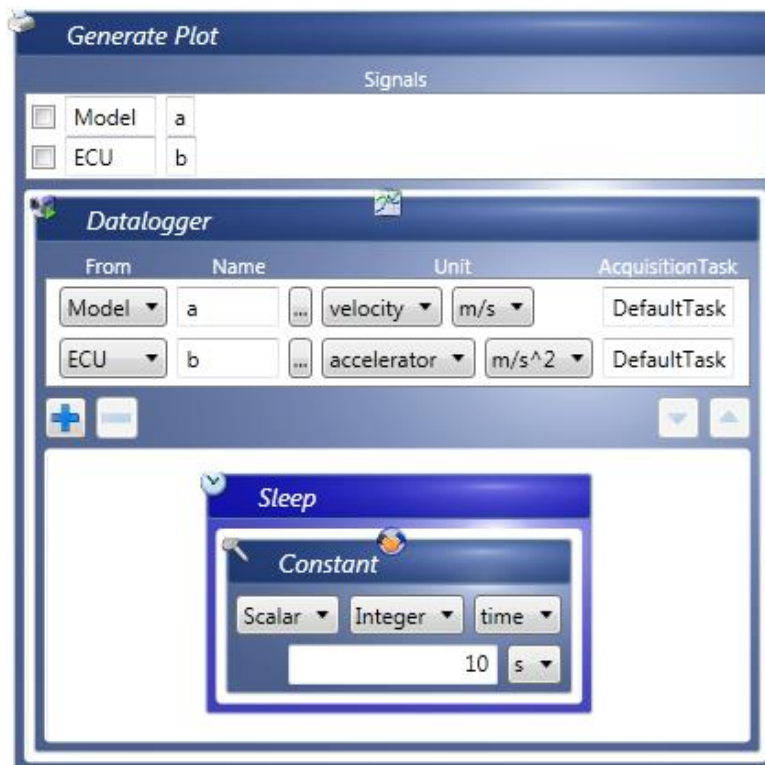 Generate Plot
Signals
Model a
ECU b
Datalogger
From Name Unit AcquisitionTask
Model a ... velocity m/s DefaultTask
ECU b ... accelerator m/s^2 DefaultTask
Sleep
Constant
Scalar Integer time
10 s